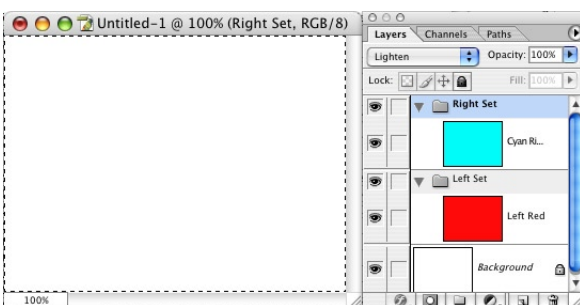 Untitled-1 @ 100% (Right Set, RGB/8)
100%
Layers Channels Paths
Lighten Opacity: 100%
Lock: Fill: 100%
Right Set
Cyan Ri...
Left Set
Left Red
Background